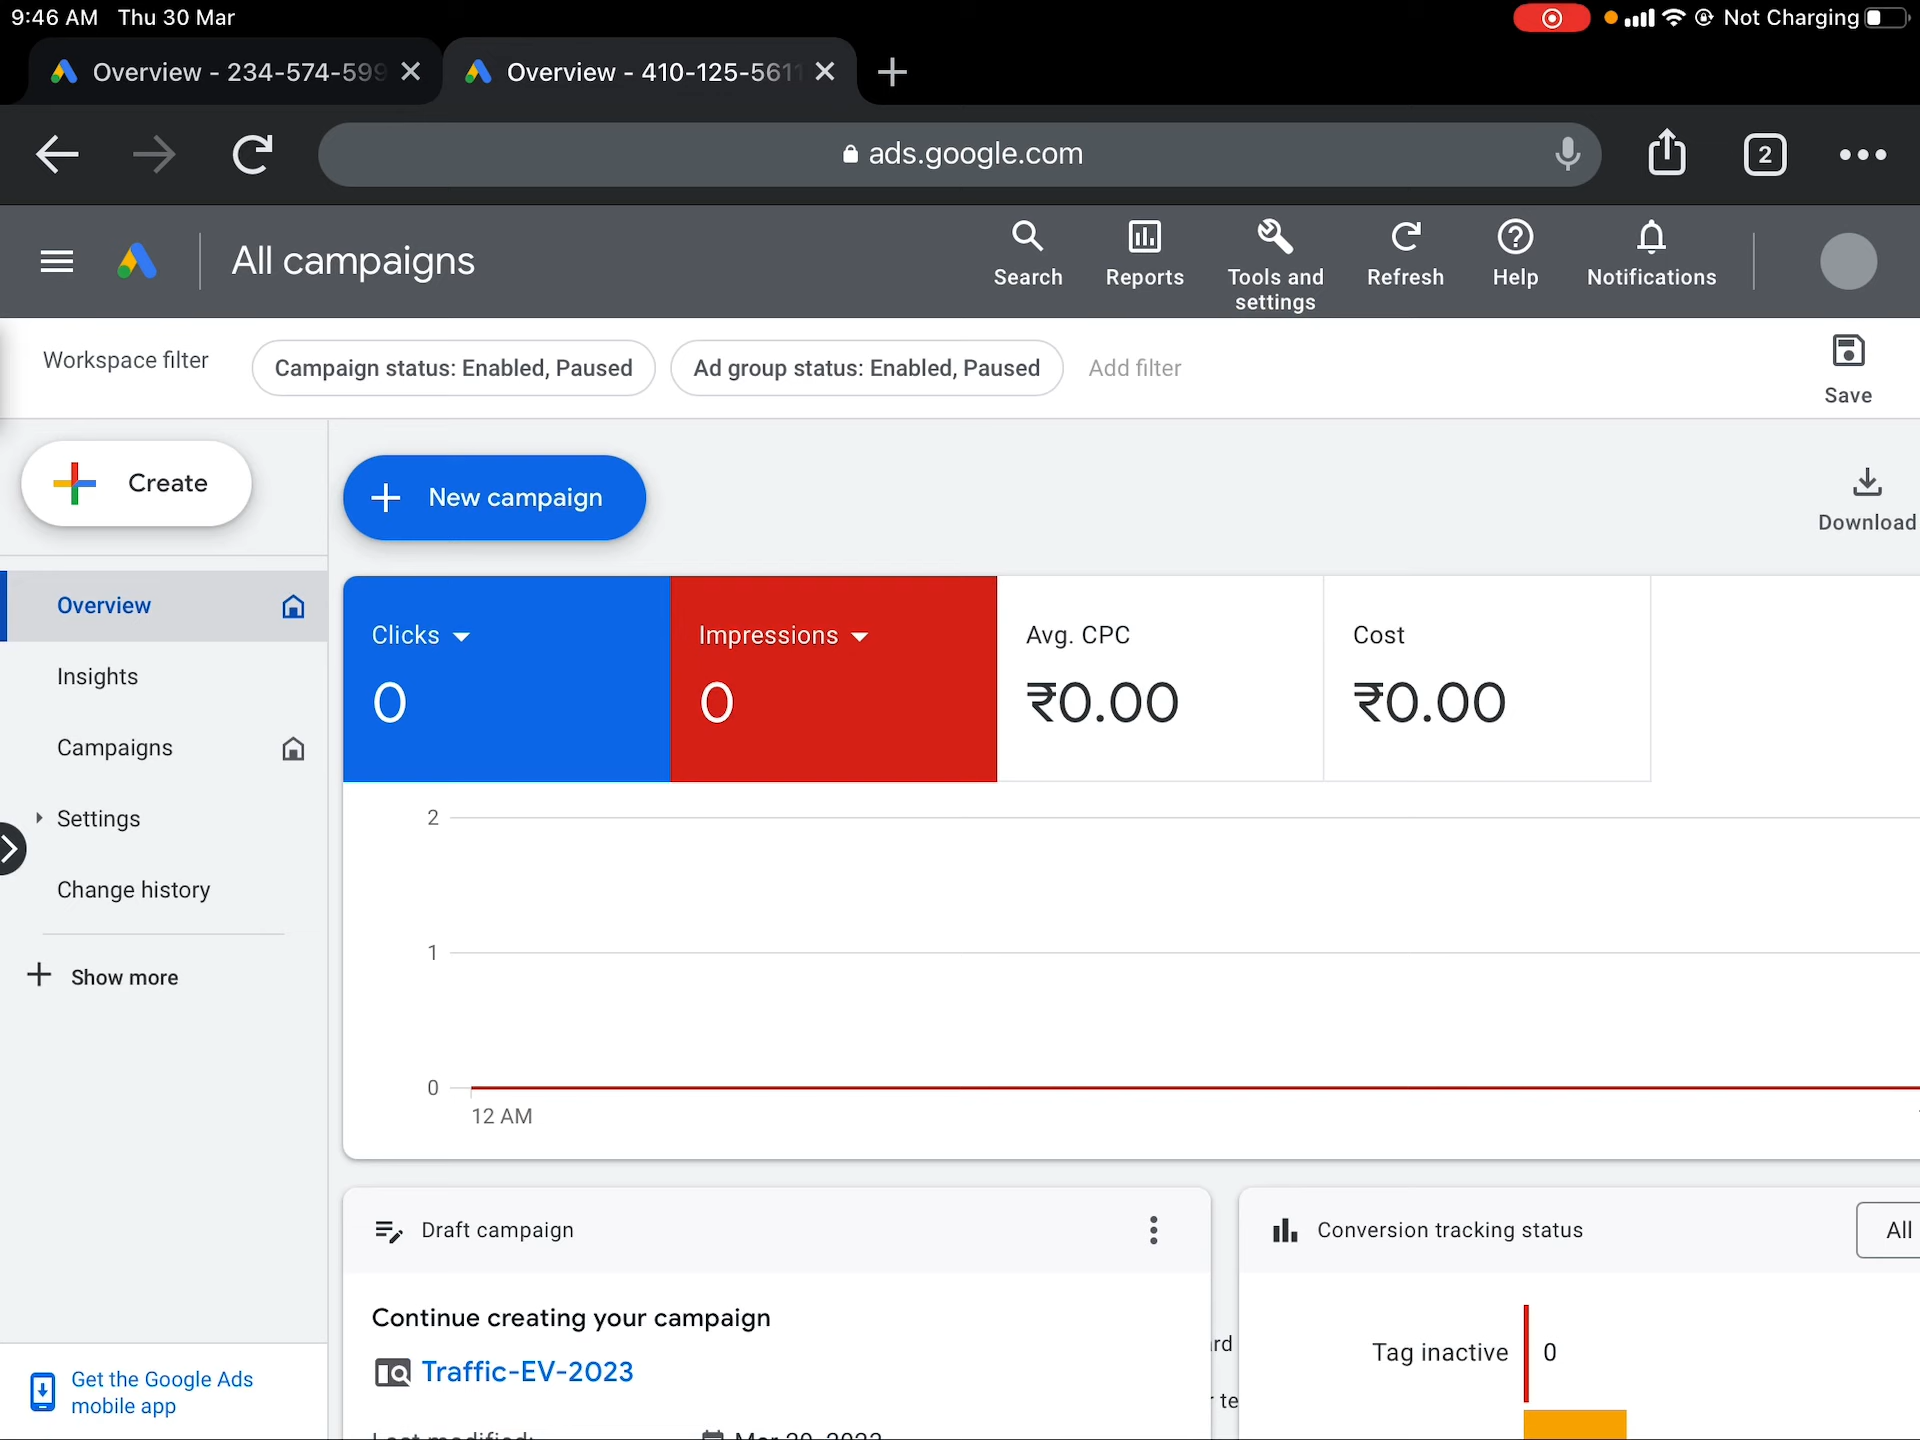 9:46 AM Thu 30 Mar
Not Charging
Overview - 234-574-599
Overview - 410-125-5611
ads.google.com
2
All campaigns
Search
Reports
Tools and
settings
Refresh
Help
Notifications
Workspace filter
Campaign status: Enabled, Paused
Ad group status: Enabled, Paused
Add filter
Save
Create
New campaign
Download
Overview
Insights
Campaigns
Settings
Change history
Show more
Clicks
0
Impressions
0
Avg. CPC
₹0.00
Cost
₹0.00
2
1
0
12 AM
Draft campaign
Continue creating your campaign
Traffic-EV-2023
Conversion tracking status
All
Tag inactive
0
Get the Google Ads
mobile app